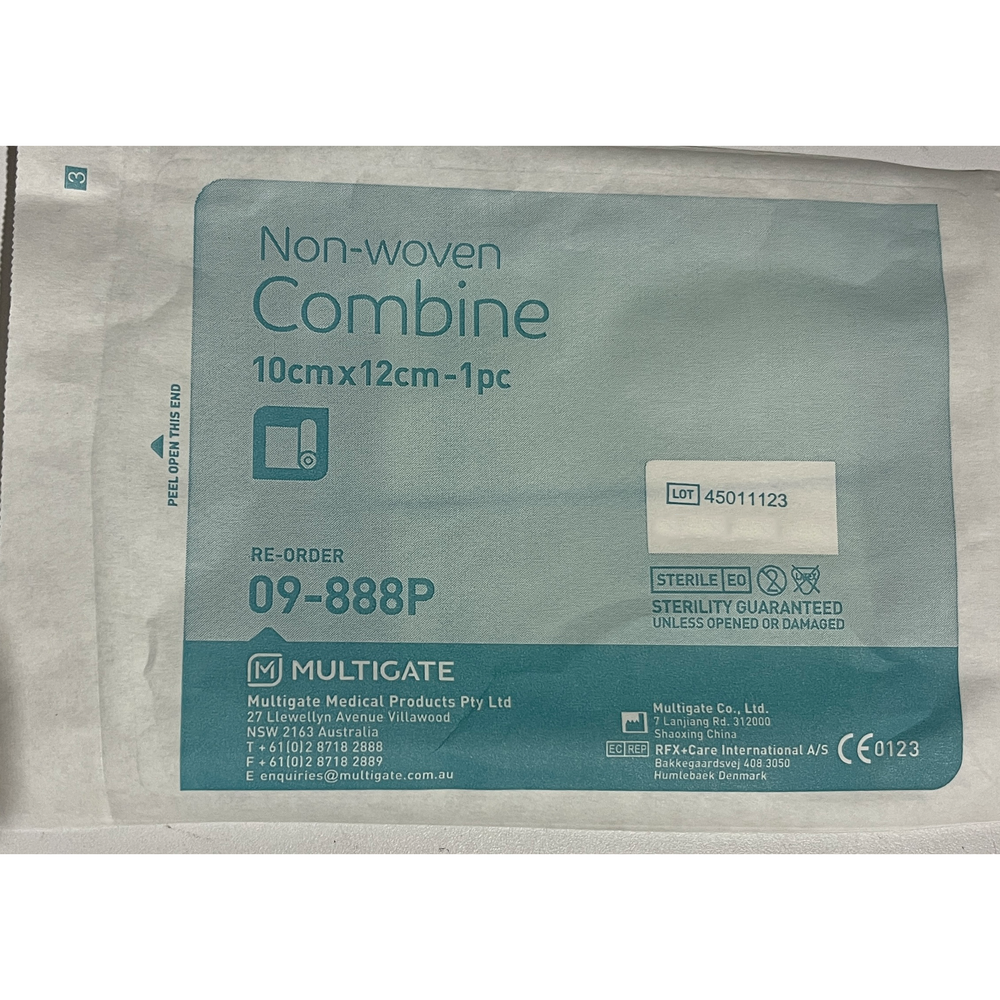 3
Non-woven
Combine
10cmx12cm-1pc
PEEL OPEN THIS END
LOT 45011123
RE-ORDER
09-888P
STERILE EO 2
STERILITY GUARANTEED
UNLESS OPENED OR DAMAGED
M MULTIGATE
Multigate Medical Products Pty Ltd
27 Llewellyn Avenue Villawood
NSW 2163 Australia
T + 61(0)2 8718 2888
F + 61(0)2 8718 2889
E enquiries@multigate.com.au
Multigate Co., Ltd.
7 Lanjiang Rd. 312000
Shaoxing China
EC REP RFX+Care International A/S
Bakkegaardsvej 408 3050
Humlebaek Denmark
CE 0123